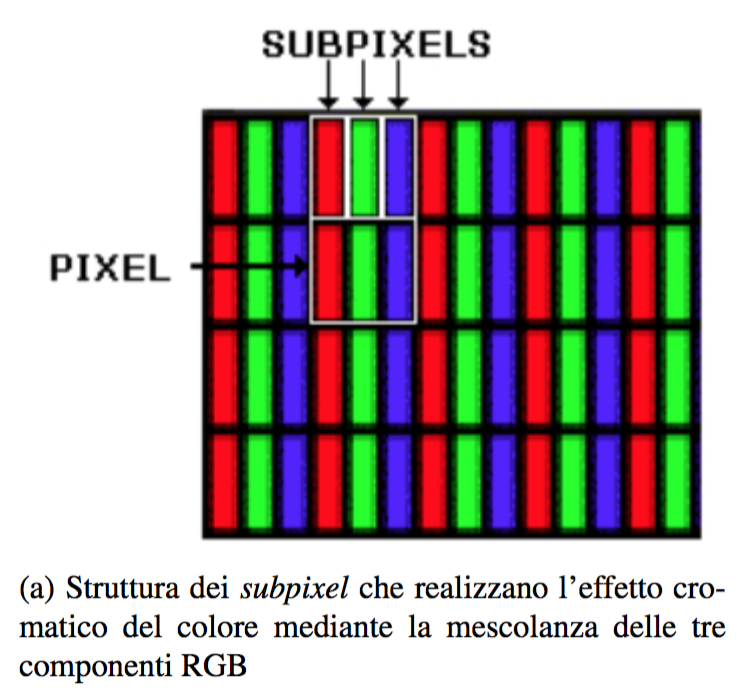 SUBPIXELS
PIXEL
(a) Struttura dei subpixel che realizzano l’effetto cro-
matico del colore mediante la mescolanza delle tre
componenti RGB